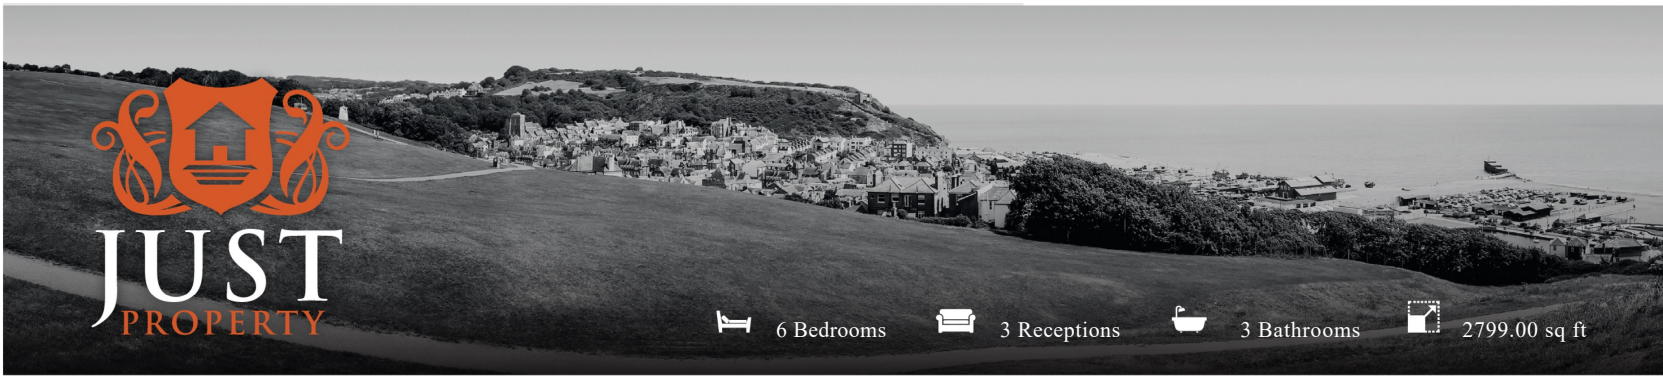 JUST
PROPERTY
6 Bedrooms
3 Receptions
3 Bathrooms
2799.00 sq ft